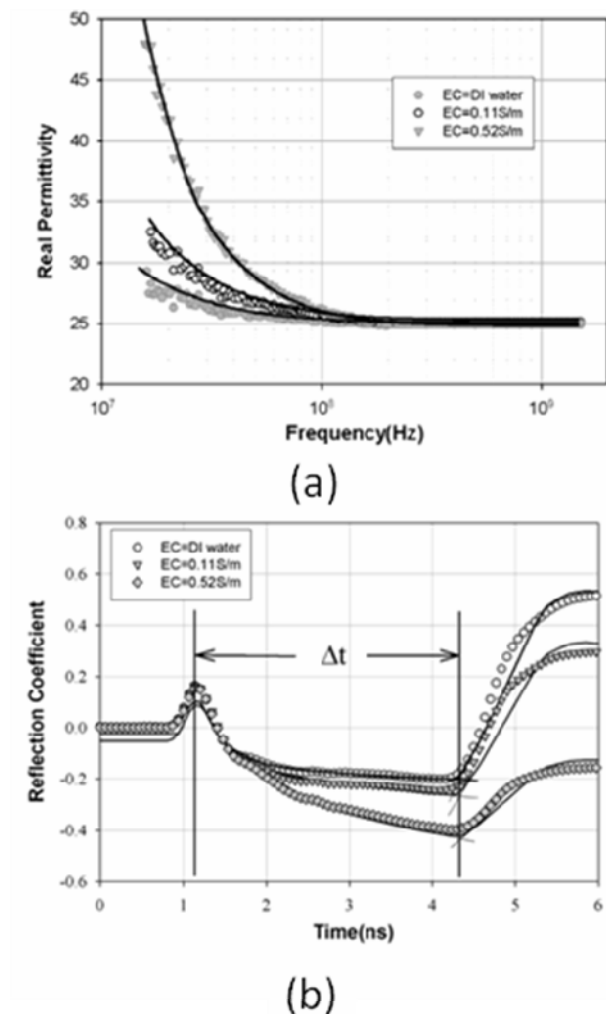 50
45
40
35
30
25
20
Real Permittivity
EC=DI water
EC=0.11S/m
EC=0.52S/m
10⁷
10⁸
10⁹
Frequency(Hz)
(a)
0.8
0.6
0.4
0.2
0.0
-0.2
-0.4
-0.6
Reflection Coefficient
EC=DI water
EC=0.11S/m
EC=0.52S/m
Δt
0 1 2 3 4 5 6
Time(ns)
(b)